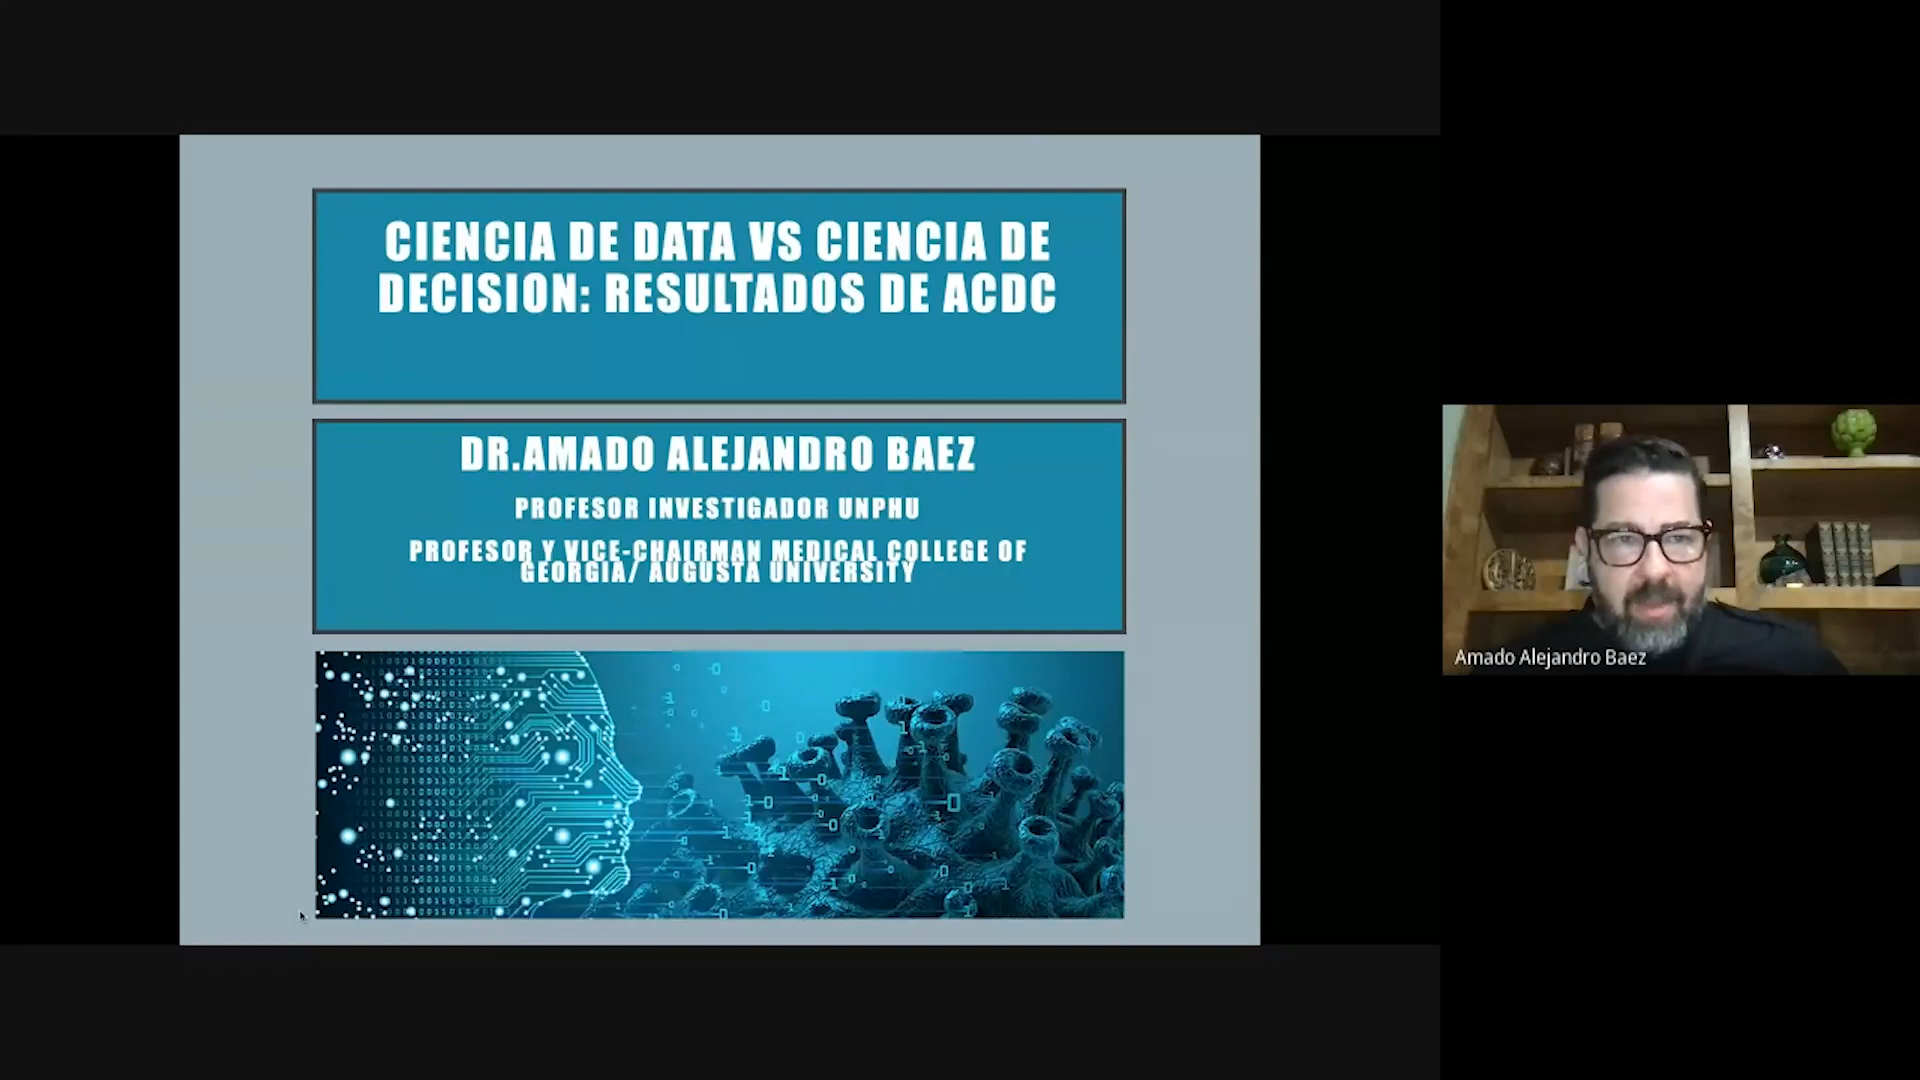 CIENCIA DE DATA VS CIENCIA DE
DECISION: RESULTADOS DE ACDC
DR.AMADO ALEJANDRO BAEZ
PROFESOR INVESTIGADOR UNPHU
PROFESOR Y VICE-CHAIRMAN MEDICAL COLLEGE OF
GEORGIA/ AUGUSTA UNIVERSITY
Amado Alejandro Baez